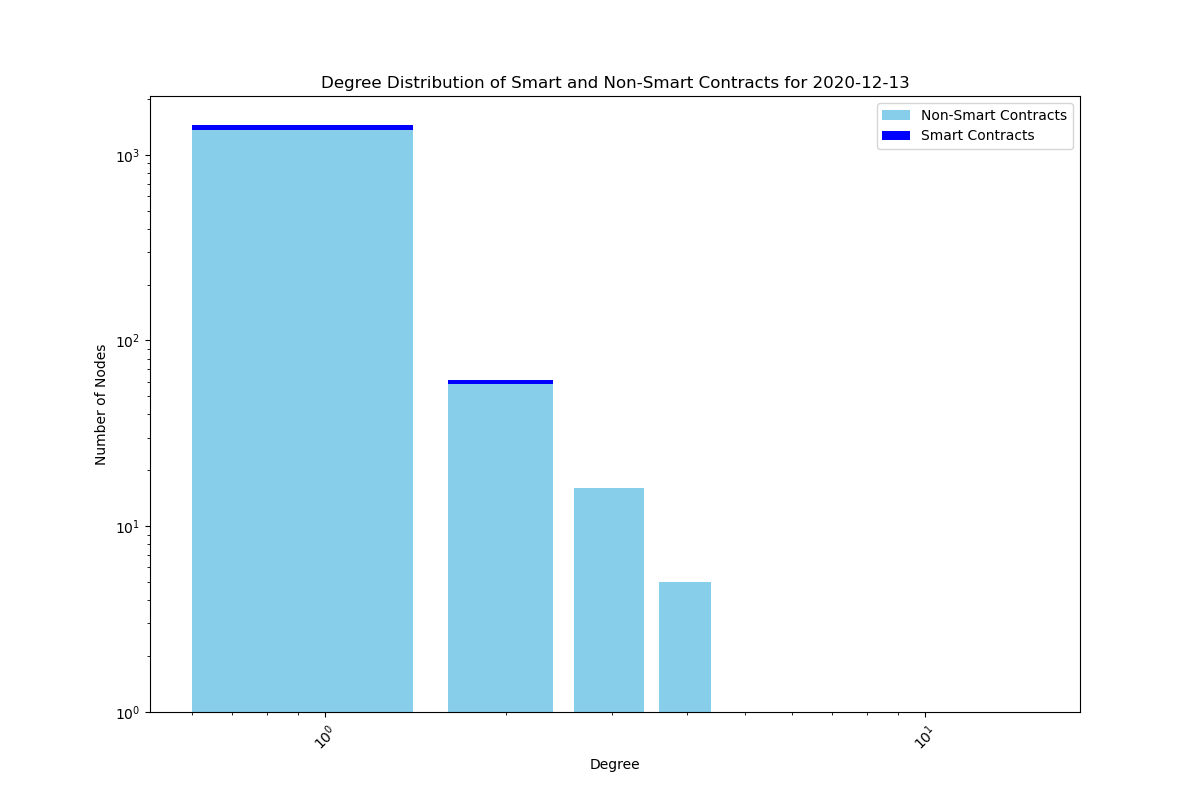 Degree Distribution of Smart and Non-Smart Contracts for 2020-12-13
Non-Smart Contracts
Smart Contracts
Number of Nodes
10³
10²
10¹
10⁰
10⁰
10¹
Degree